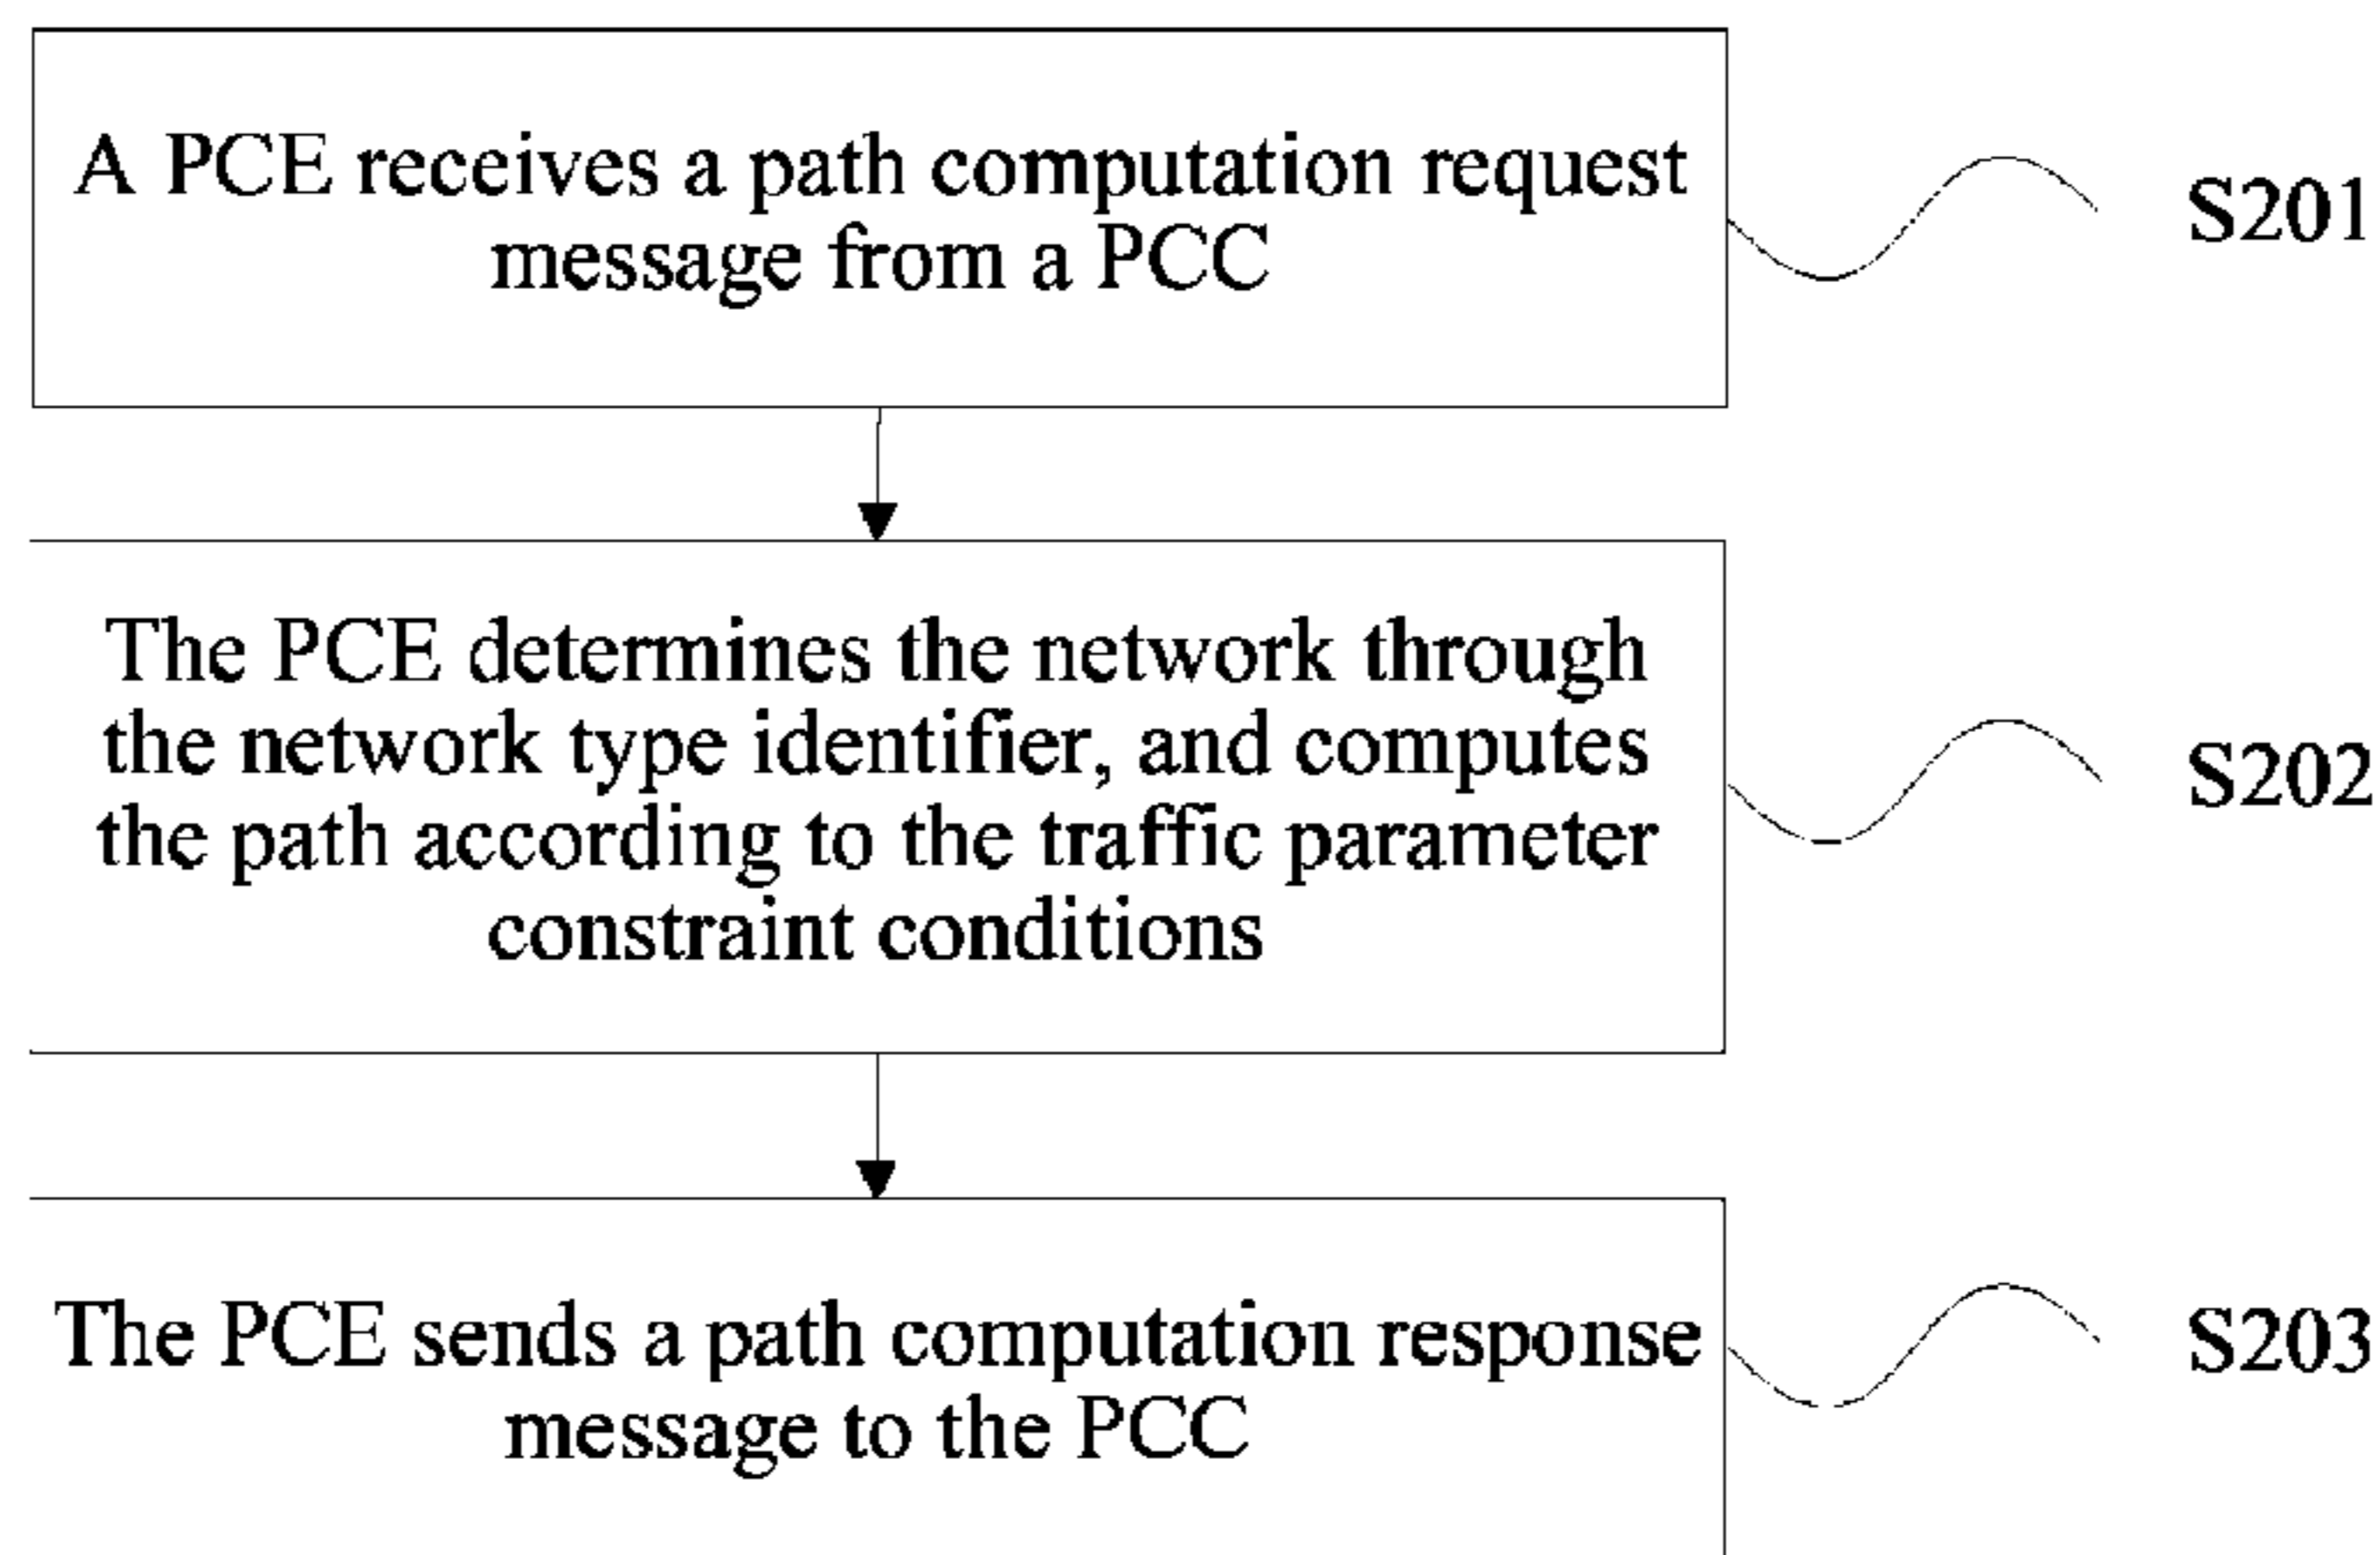 A PCE receives a path computation request
message from a PCC
S201
The PCE determines the network through
the network type identifier, and computes
the path according to the traffic parameter
constraint conditions
S202
The PCE sends a path computation response
message to the PCC
S203